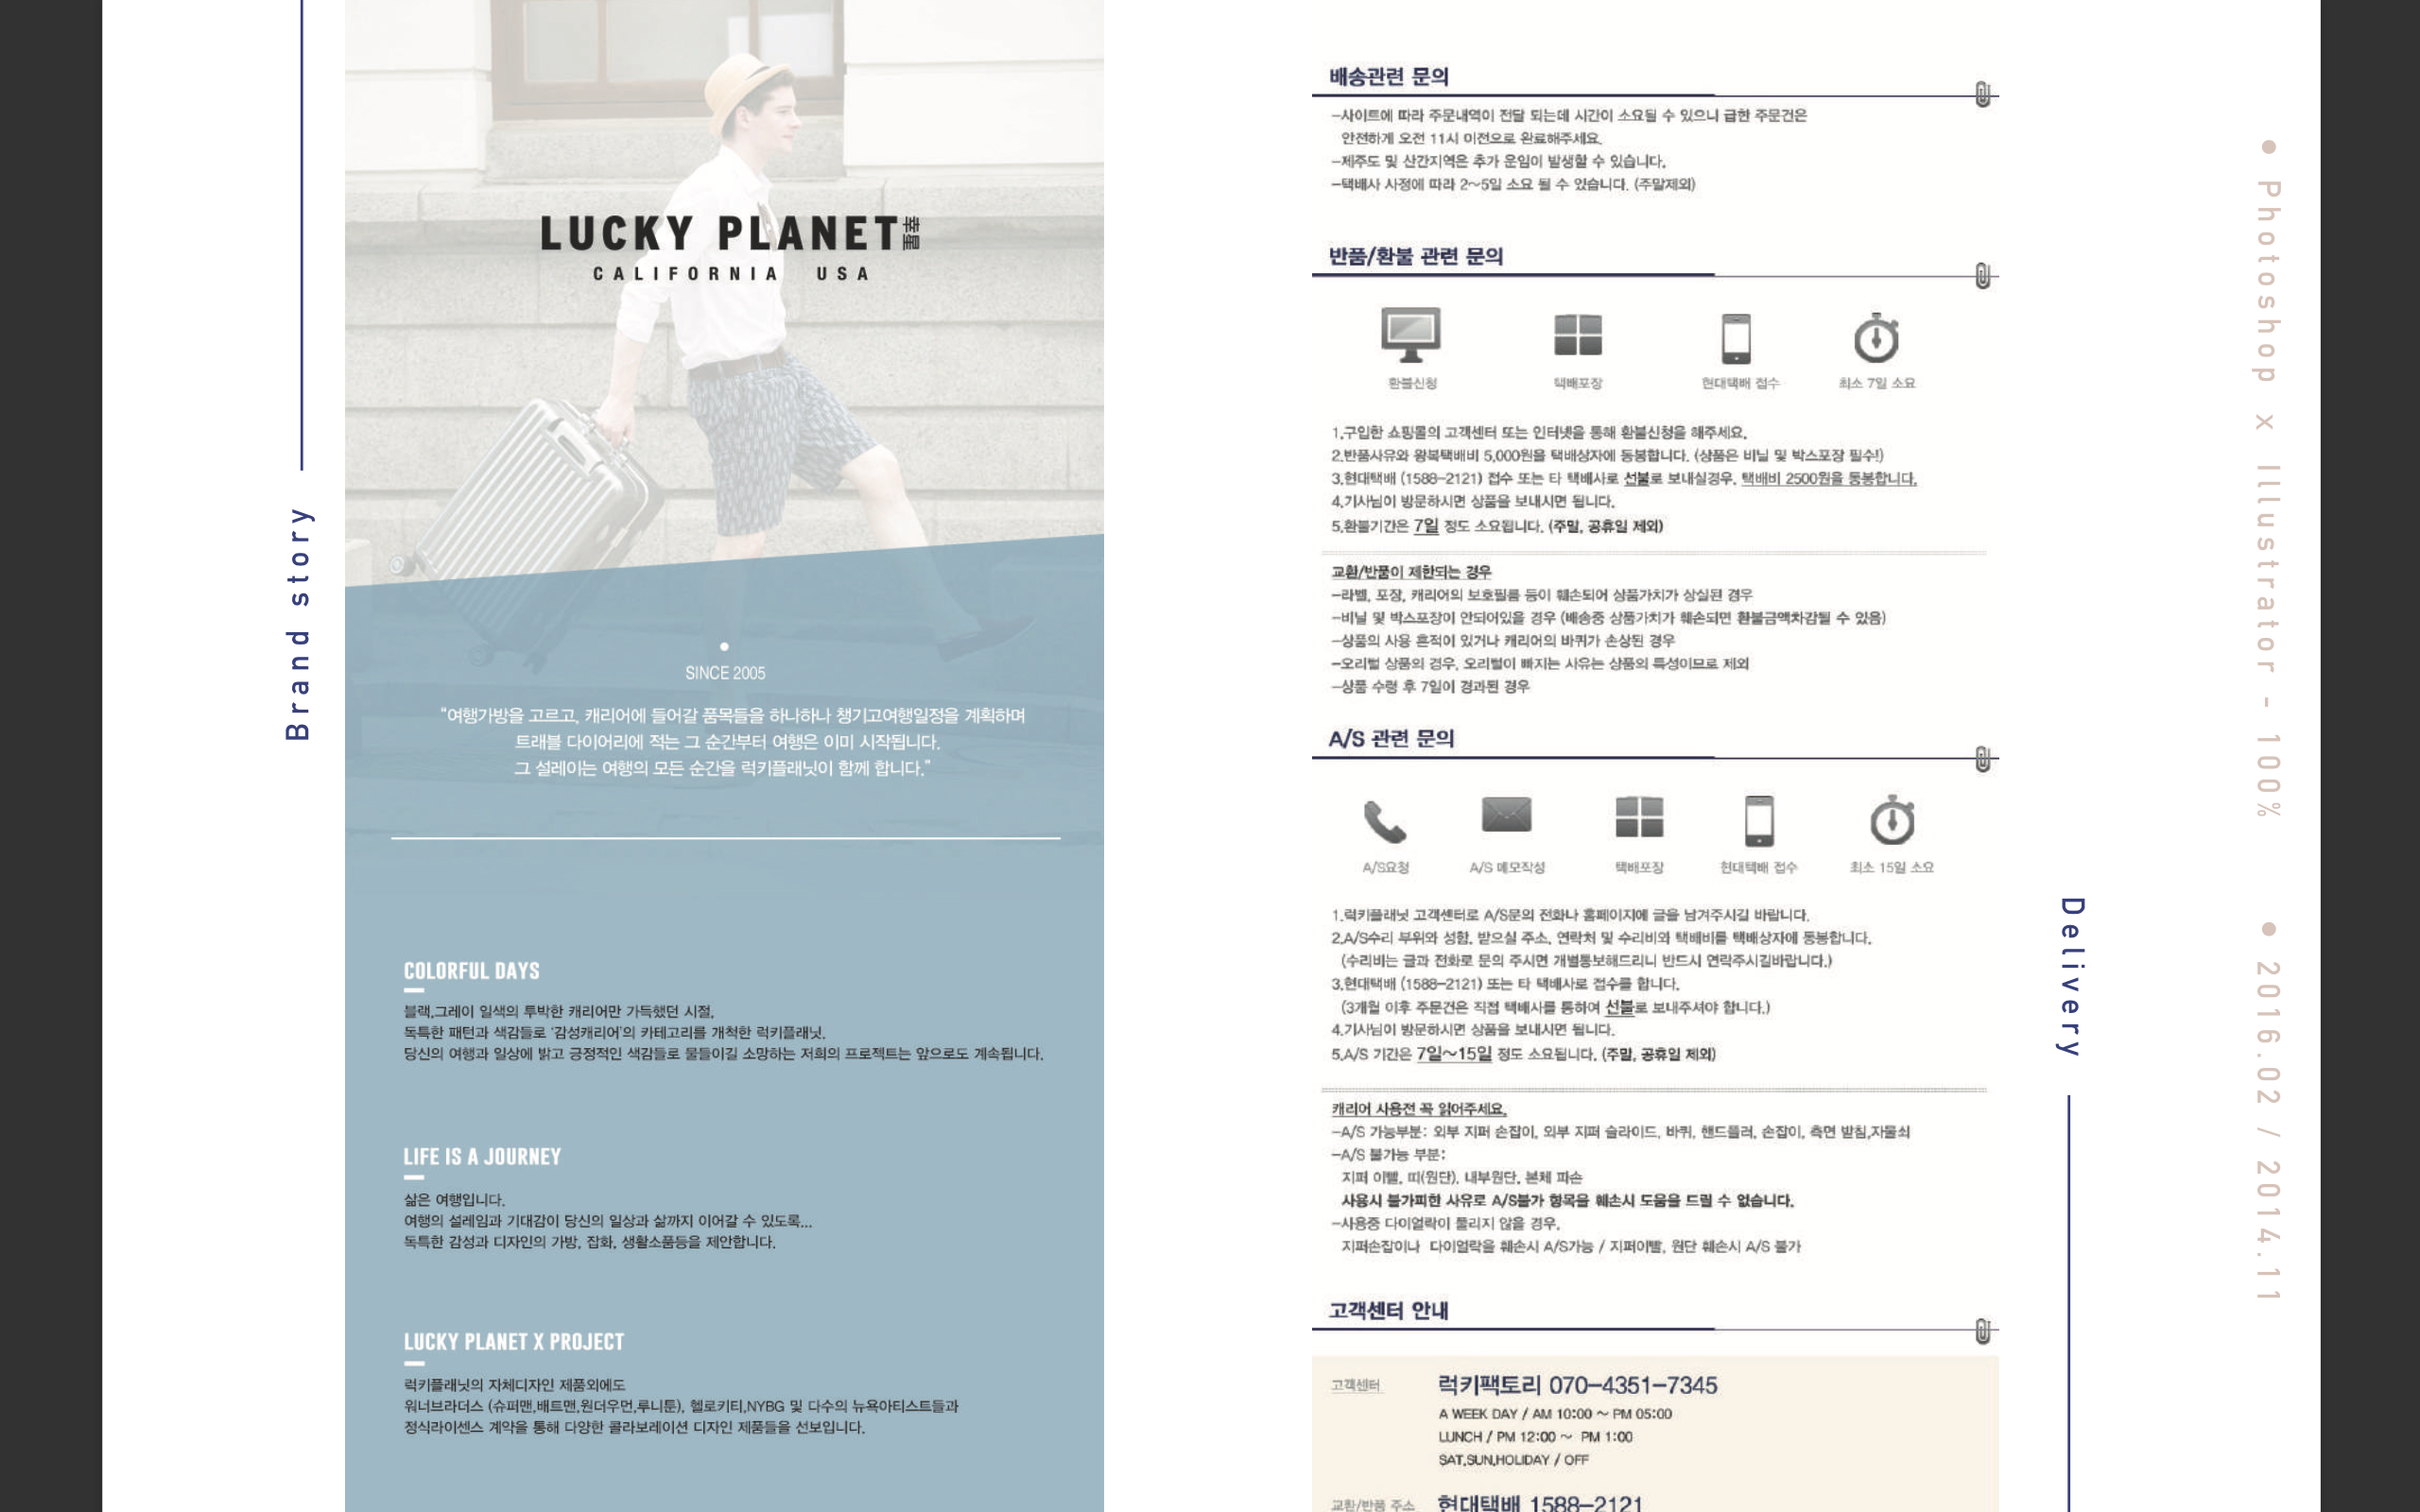 Brand story
LUCKY PLANET 幸星
CALIFORNIA USA
SINCE 2005
“여행가방을 고르고, 캐리어에 들어갈 품목들을 하나하나 챙기고여행일정을 계획하며
트래블 다이어리에 적는 그 순간부터 여행은 이미 시작됩니다.
그 설레이는 여행의 모든 순간을 럭키플래닛이 함께 합니다.”
COLORFUL DAYS
블랙,그레이 일색의 투박한 캐리어만 가득했던 시절,
독특한 패턴과 색감들로 '감성캐리어'의 카테고리를 개척한 럭키플래닛.
당신의 여행과 일상에 밝고 긍정적인 색감들로 물들이길 소망하는 저희의 프로젝트는 앞으로도 계속됩니다.
LIFE IS A JOURNEY
삶은 여행입니다.
여행의 설레임과 기대감이 당신의 일상과 삶까지 이어갈 수 있도록...
독특한 감성과 디자인의 가방, 잡화, 생활소품등을 제안합니다.
LUCKY PLANET X PROJECT
럭키플래닛의 자체디자인 제품외에도
워너브라더스 (슈퍼맨,배트맨,원더우먼,루니툰), 헬로키티,NYBG 및 다수의 뉴욕아티스트들과
정식라이센스 계약을 통해 다양한 콜라보레이션 디자인 제품들을 선보입니다.
배송관련 문의
-사이트에 따라 주문내역이 전달 되는데 시간이 소요될 수 있으니 급한 주문건은
안전하게 오전 11시 이전으로 완료해주세요.
-제주도 및 산간지역은 추가 운임이 발생할 수 있습니다.
-택배사 사정에 따라 2~5일 소요 될 수 있습니다. (주말제외)
반품/환불 관련 문의
환불신청
택배포장
현대택배 접수
최소 7일 소요
1.구입한 쇼핑몰의 고객센터 또는 인터넷을 통해 환불신청을 해주세요.
2.반품사유와 왕복택배비 5,000원을 택배상자에 동봉합니다. (상품은 비닐 및 박스포장 필수!)
3.현대택배 (1588-2121) 접수 또는 타 택배사로 선불로 보내실경우, 택배비 2500원을 동봉합니다.
4.기사님이 방문하시면 상품을 보내시면 됩니다.
5.환불기간은 7일 정도 소요됩니다. (주말, 공휴일 제외)
교환/반품이 제한되는 경우
-라벨, 포장, 캐리어의 보호필름 등이 훼손되어 상품가치가 상실된 경우
-비닐 및 박스포장이 안되어있을 경우 (배송중 상품가치가 훼손되면 환불금액차감될 수 있음)
-상품의 사용 흔적이 있거나 캐리어의 바퀴가 손상된 경우
-오리털 상품의 경우, 오리털이 빠지는 사유는 상품의 특성이므로 제외
-상품 수령 후 7일이 경과된 경우
A/S 관련 문의
A/S요청
A/S 메모작성
택배포장
현대택배 접수
최소 15일 소요
1.럭키플래닛 고객센터로 A/S문의 전화나 홈페이지에 글을 남겨주시길 바랍니다.
2.A/S수리 부위와 성함, 받으실 주소, 연락처 및 수리비와 택배비를 택배상자에 동봉합니다.
(수리비는 글과 전화로 문의 주시면 개별통보해드리니 반드시 연락주시길바랍니다.)
3.현대택배 (1588-2121) 또는 타 택배사로 접수를 합니다.
(3개월 이후 주문건은 직접 택배사를 통하여 선불로 보내주셔야 합니다.)
4.기사님이 방문하시면 상품을 보내시면 됩니다.
5.A/S 기간은 7일~15일 정도 소요됩니다. (주말, 공휴일 제외)
캐리어 사용전 꼭 읽어주세요.
-A/S 가능부분: 외부 지퍼 손잡이, 외부 지퍼 슬라이드, 바퀴, 핸드플러, 손잡이, 측면 받침,자물쇠
-A/S 불가능 부분:
지퍼 이빨, 띠(원단), 내부원단, 본체 파손
사용시 불가피한 사유로 A/S불가 항목을 훼손시 도움을 드릴 수 없습니다.
-사용중 다이얼락이 풀리지 않을 경우,
지퍼손잡이나 다이얼락을 훼손시 A/S가능 / 지퍼이빨, 원단 훼손시 A/S 불가
고객센터 안내
고객센터 럭키팩토리 070-4351-7345
A WEEK DAY / AM 10:00 ~ PM 05:00
LUNCH / PM 12:00 ~ PM 1:00
SAT,SUN,HOLIDAY / OFF
교환/반품 주소 현대택배 1588-2121
Delivery
● Photoshop x Illustrator - 100%
● 2016.02 / 2014.11